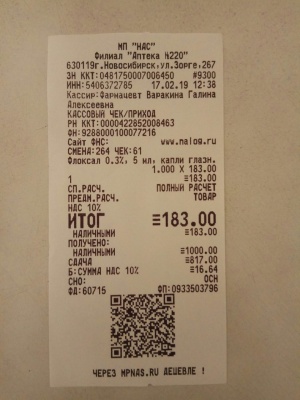 МП "НАС"
Филиал "Аптека №220"
630119г.Новосибирск,ул.Зорге,267
ЗН ККТ:0481750007006450 #9300
ИНН:5406372785 17.02.19 12:38
Кассир:Фармацевт Варакина Галина
Алексеевна
КАССОВЫЙ ЧЕК/ПРИХОД
РН ККТ:0000422852008463
ФН:9288000100077216
Сайт ФНС: www.nalog.ru
СМЕНА:264 ЧЕК:61
Флоксал 0.3%, 5 мл, капли глазн.
1.000 X 183.00
1 ≡183.00
СП.РАСЧ. ПОЛНЫЙ РАСЧЕТ
ПРЕДМ.РАСЧ. ТОВАР
НДС 10%
ИТОГ ≡183.00
НАЛИЧНЫМИ ≡183.00
ПОЛУЧЕНО:
НАЛИЧНЫМИ ≡1000.00
СДАЧА ≡817.00
Б:СУММА НДС 10% ≡16.64
СНО: ОСН
ФД:60715 ФП:0933503796
ЧЕРЕЗ MPNAS.RU ДЕШЕВЛЕ !